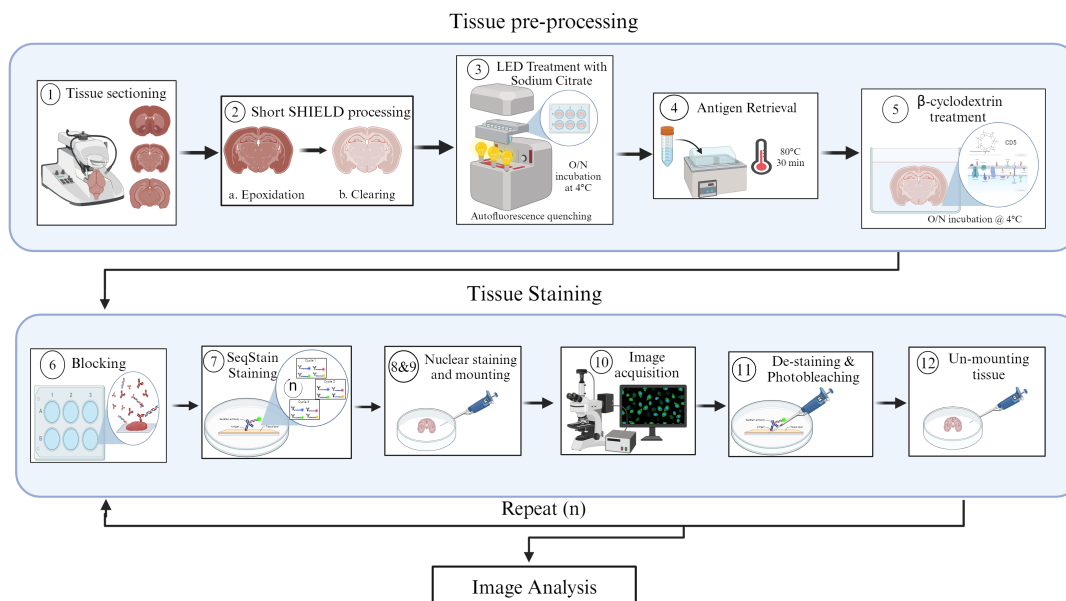 Tissue pre-processing
1 Tissue sectioning
2 Short SHIELD processing
a. Epoxidation
b. Clearing
3 LED Treatment with
Sodium Citrate
O/N
incubation
at 4°C
Autofluorescence quenching
4 Antigen Retrieval
80°C
30 min
5 β-cyclodextrin
treatment
CD5
O/N incubation @ 4°C
Tissue Staining
6 Blocking
1 2 3
A
B
7 SeqStain
Staining
Cycle 1
n
8&9 Nuclear staining
and mounting
10 Image
acquisition
11 De-staining &
Photobleaching
12 Un-mounting
tissue
Repeat (n)
Image Analysis